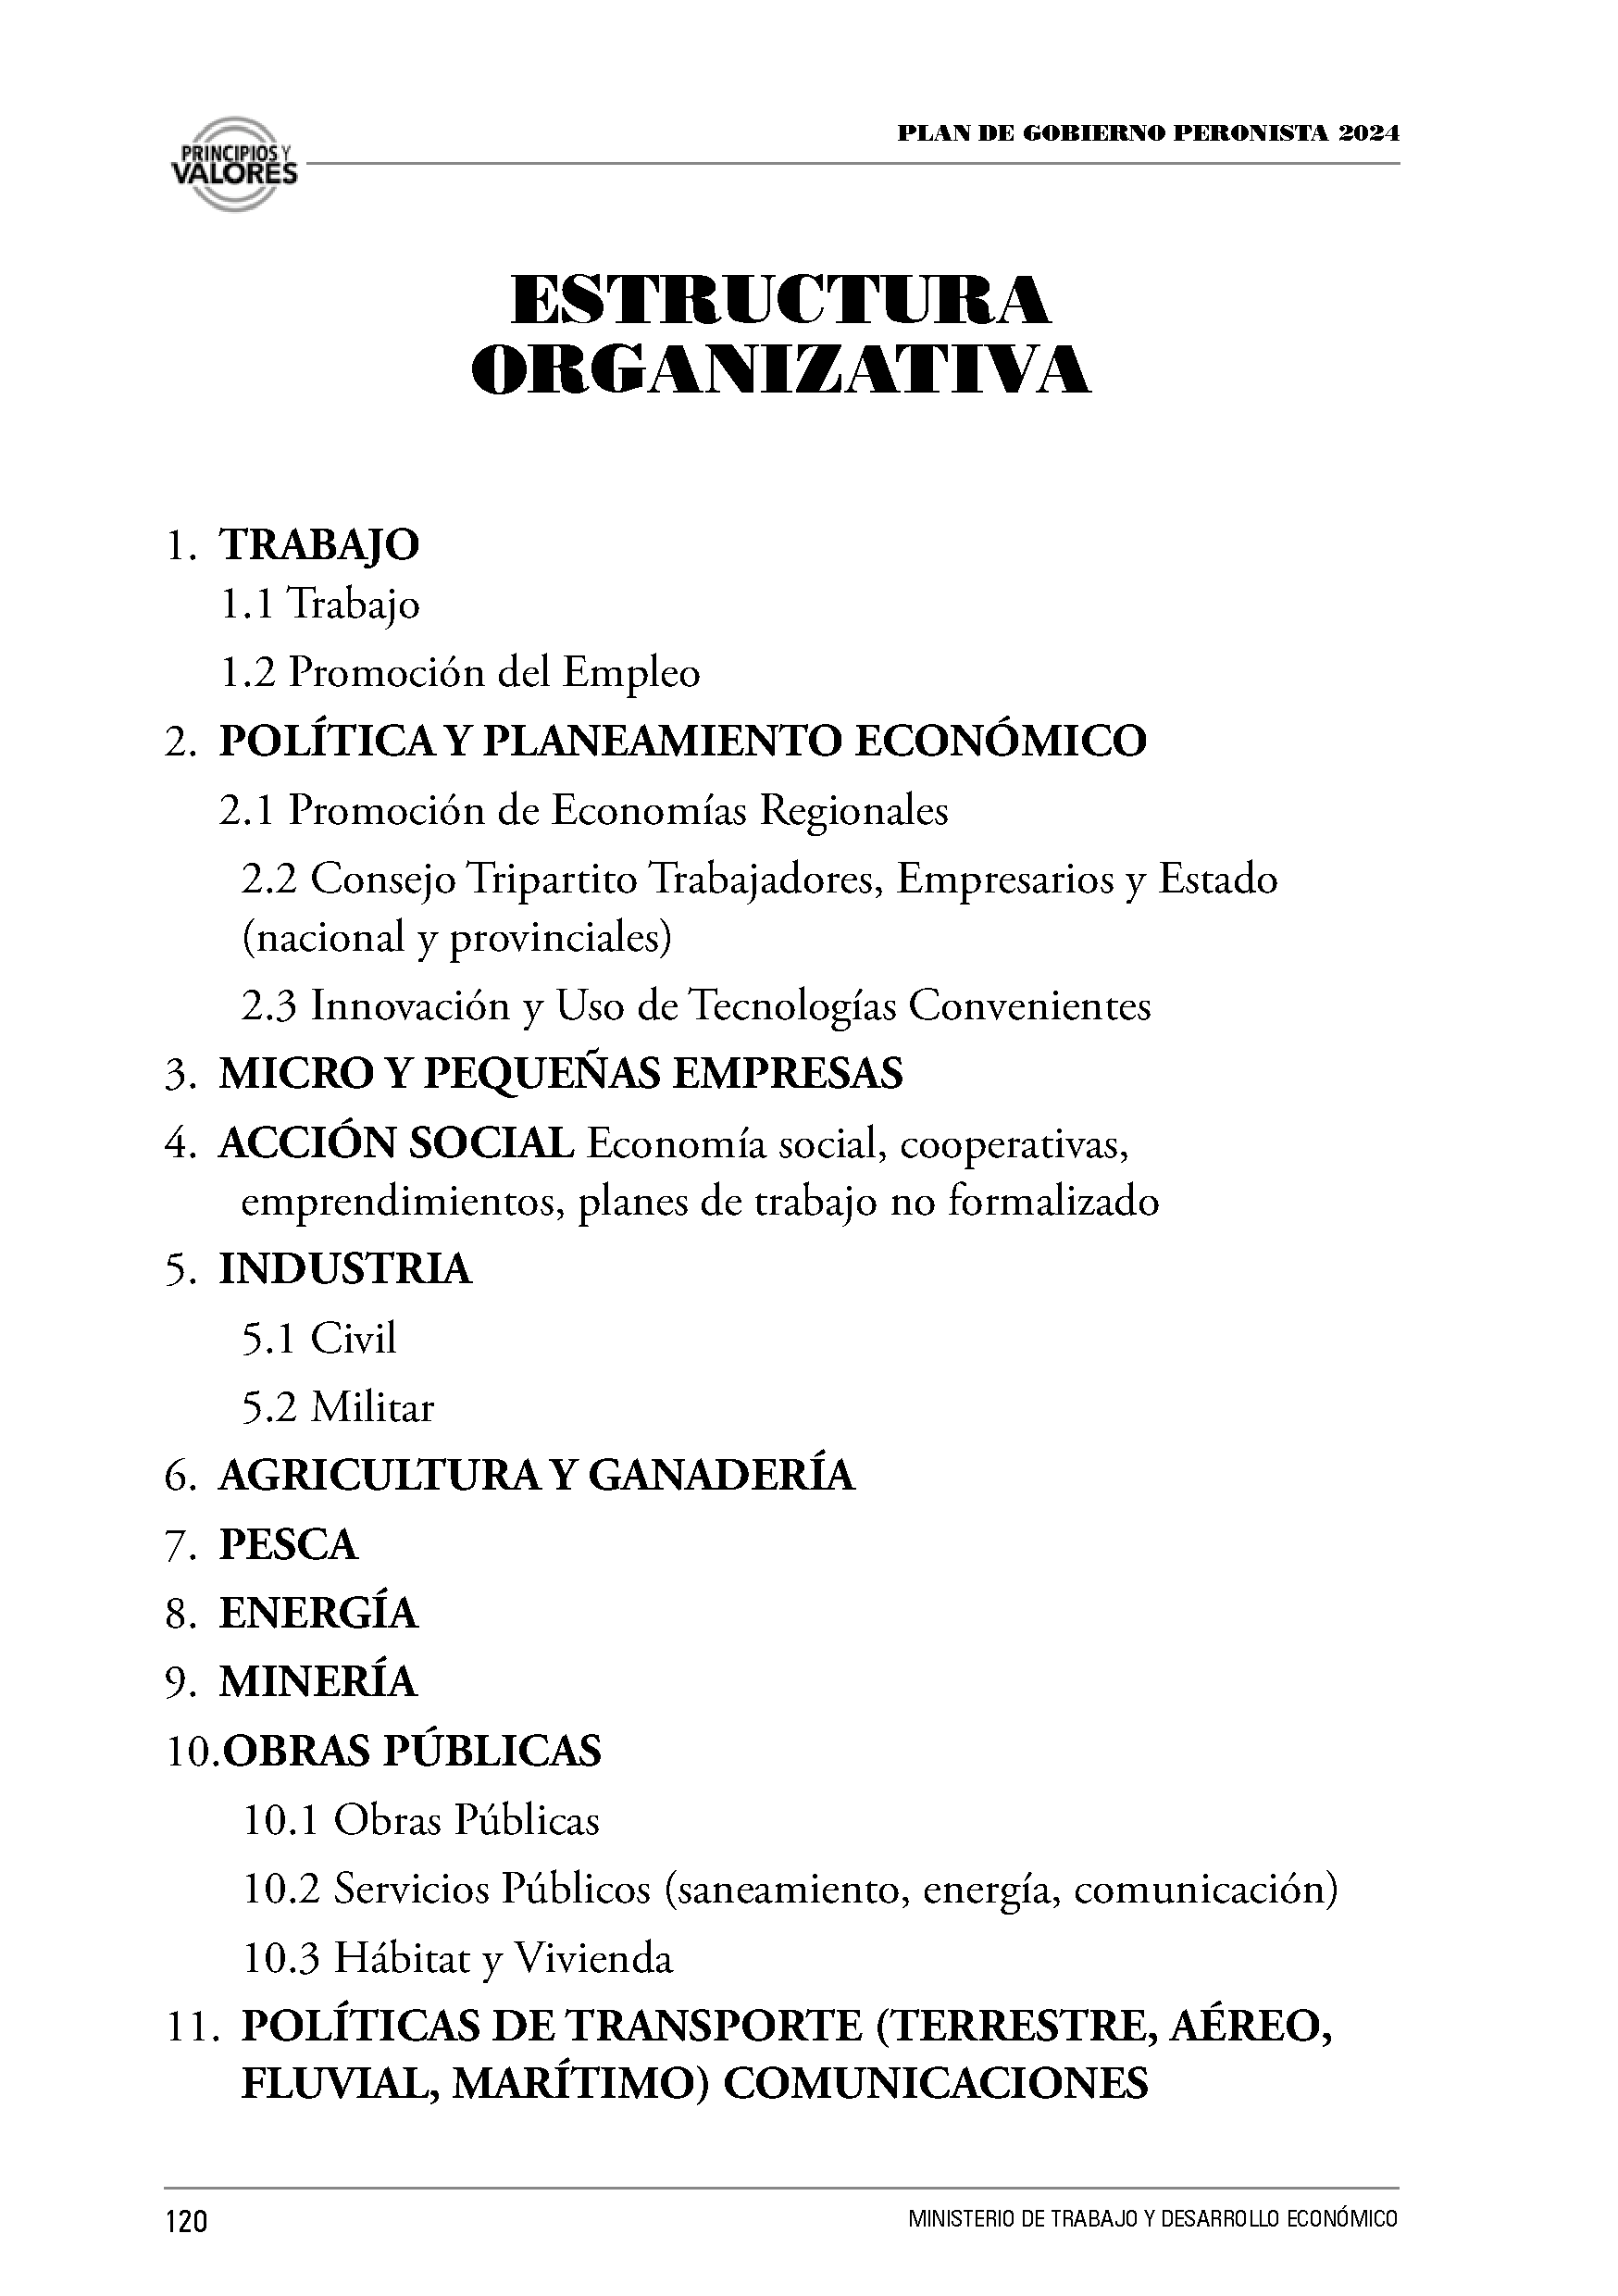 PRINCIPIOS Y
VALORES
PLAN DE GOBIERNO PERONISTA 2024
ESTRUCTURA
ORGANIZATIVA
1. TRABAJO
1.1 Trabajo
1.2 Promoción del Empleo
2. POLÍTICA Y PLANEAMIENTO ECONÓMICO
2.1 Promoción de Economías Regionales
2.2 Consejo Tripartito Trabajadores, Empresarios y Estado
(nacional y provinciales)
2.3 Innovación y Uso de Tecnologías Convenientes
3. MICRO Y PEQUEÑAS EMPRESAS
4. ACCIÓN SOCIAL Economía social, cooperativas,
emprendimientos, planes de trabajo no formalizado
5. INDUSTRIA
5.1 Civil
5.2 Militar
6. AGRICULTURA Y GANADERÍA
7. PESCA
8. ENERGÍA
9. MINERÍA
10.OBRAS PÚBLICAS
10.1 Obras Públicas
10.2 Servicios Públicos (saneamiento, energía, comunicación)
10.3 Hábitat y Vivienda
11. POLÍTICAS DE TRANSPORTE (TERRESTRE, AÉREO,
FLUVIAL, MARÍTIMO) COMUNICACIONES
120
MINISTERIO DE TRABAJO Y DESARROLLO ECONÓMICO